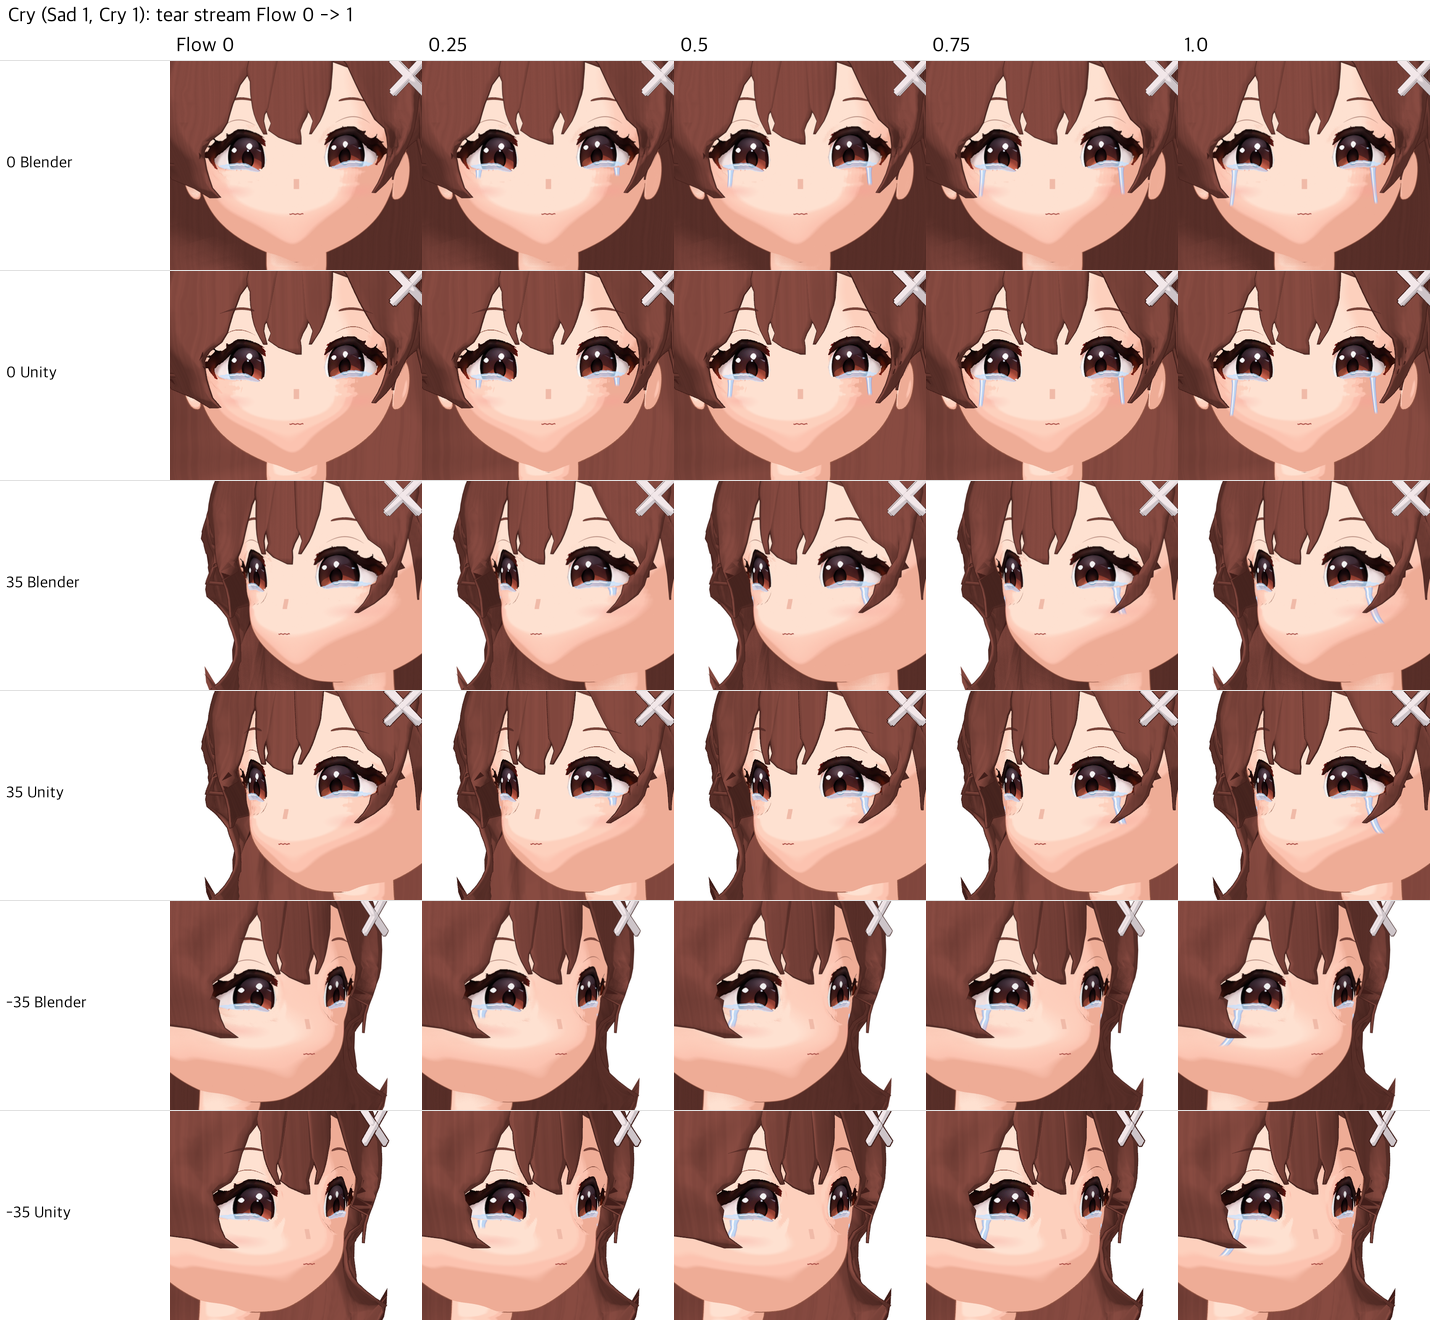 Cry (Sad 1, Cry 1): tear stream Flow 0 -> 1
Flow 0 0.25 0.5 0.75 1.0
0 Blender
0 Unity
35 Blender
35 Unity
-35 Blender
-35 Unity